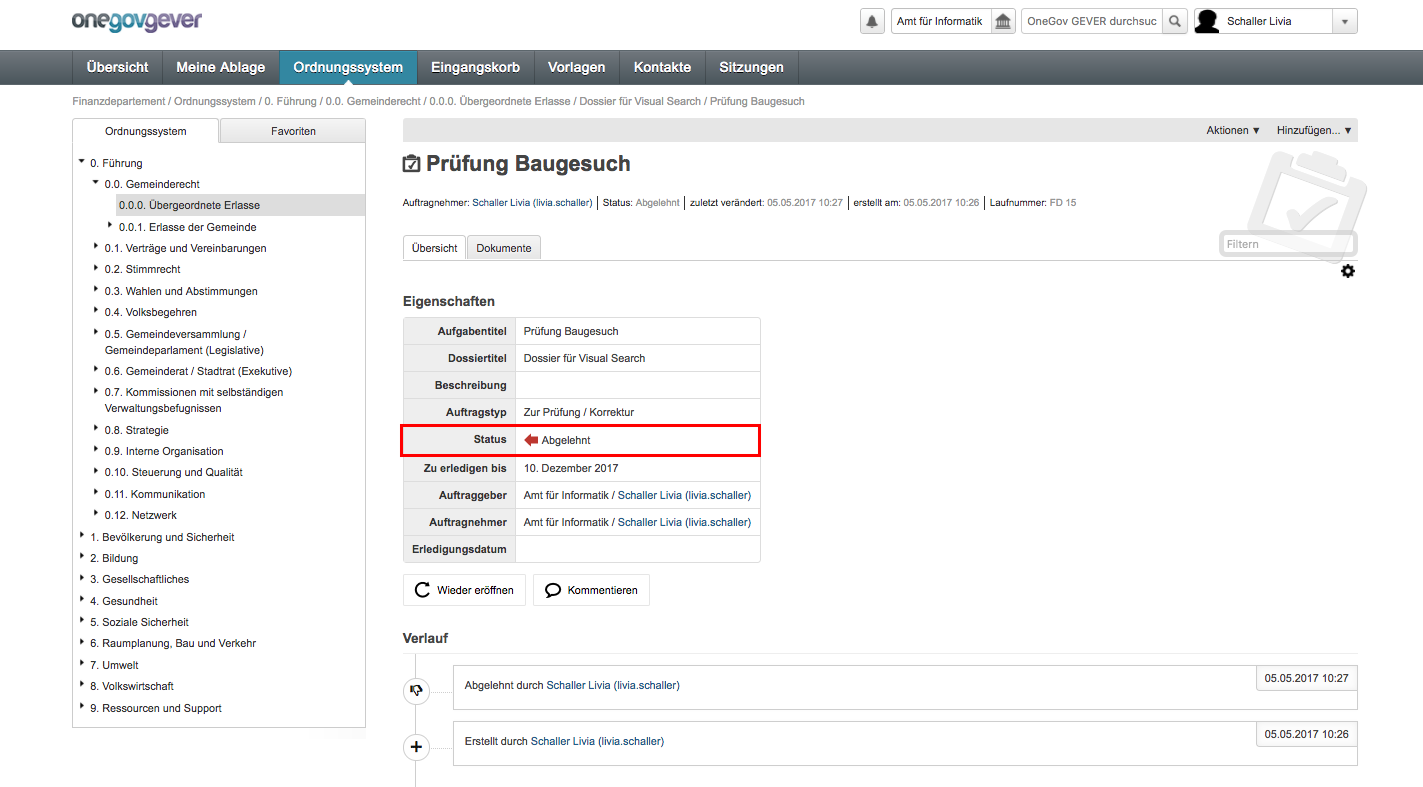 onegovgever
Amt für Informatik
OneGov GEVER durchsuc
Schaller Livia
Übersicht
Meine Ablage
Ordnungssystem
Eingangskorb
Vorlagen
Kontakte
Sitzungen
Finanzdepartement / Ordnungssystem / 0. Führung / 0.0. Gemeinderecht / 0.0.0. Übergeordnete Erlasse / Dossier für Visual Search / Prüfung Baugesuch
Ordnungssystem
Favoriten
0. Führung
0.0. Gemeinderecht
0.0.0. Übergeordnete Erlasse
0.0.1. Erlasse der Gemeinde
0.1. Verträge und Vereinbarungen
0.2. Stimmrecht
0.3. Wahlen und Abstimmungen
0.4. Volksbegehren
0.5. Gemeindeversammlung /
Gemeindeparlament (Legislative)
0.6. Gemeinderat / Stadtrat (Exekutive)
0.7. Kommissionen mit selbständigen
Verwaltungsbefugnissen
0.8. Strategie
0.9. Interne Organisation
0.10. Steuerung und Qualität
0.11. Kommunikation
0.12. Netzwerk
1. Bevölkerung und Sicherheit
2. Bildung
3. Gesellschaftliches
4. Gesundheit
5. Soziale Sicherheit
6. Raumplanung, Bau und Verkehr
7. Umwelt
8. Volkswirtschaft
9. Ressourcen und Support
Aktionen ▼
Hinzufügen... ▼
Prüfung Baugesuch
Auftragnehmer: Schaller Livia (livia.schaller) | Status: Abgelehnt | zuletzt verändert: 05.05.2017 10:27 | erstellt am: 05.05.2017 10:26 | Laufnummer: FD 15
Übersicht
Dokumente
Filtern
Eigenschaften
Aufgabentitel Prüfung Baugesuch
Dossiertitel Dossier für Visual Search
Beschreibung
Auftragstyp Zur Prüfung / Korrektur
Status Abgelehnt
Zu erledigen bis 10. Dezember 2017
Auftraggeber Amt für Informatik / Schaller Livia (livia.schaller)
Auftragnehmer Amt für Informatik / Schaller Livia (livia.schaller)
Erledigungsdatum
Wieder eröffnen
Kommentieren
Verlauf
Abgelehnt durch Schaller Livia (livia.schaller)
05.05.2017 10:27
Erstellt durch Schaller Livia (livia.schaller)
05.05.2017 10:26